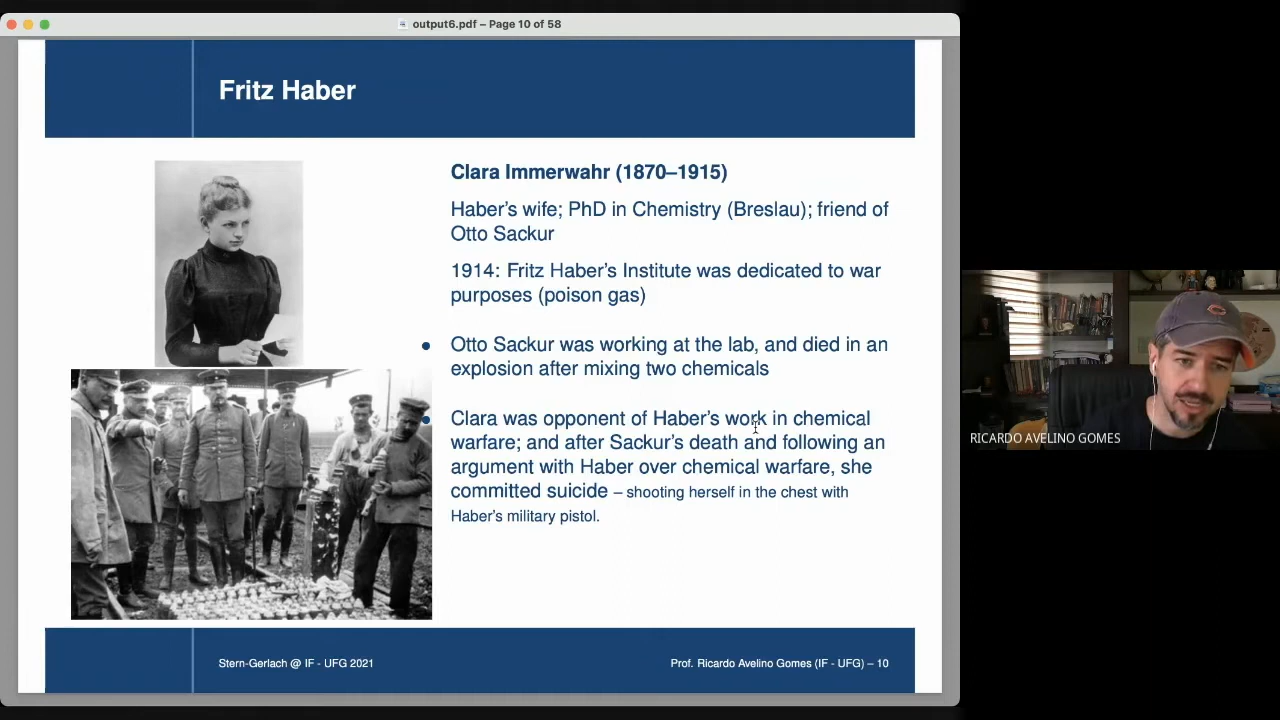 output6.pdf – Page 10 of 58
Fritz Haber
Clara Immerwahr (1870–1915)
Haber's wife; PhD in Chemistry (Breslau); friend of
Otto Sackur
1914: Fritz Haber's Institute was dedicated to war
purposes (poison gas)
• Otto Sackur was working at the lab, and died in an
explosion after mixing two chemicals
• Clara was opponent of Haber's work in chemical
warfare; and after Sackur's death and following an
argument with Haber over chemical warfare, she
committed suicide – shooting herself in the chest with
Haber's military pistol.
Stern-Gerlach @ IF - UFG 2021
Prof. Ricardo Avelino Gomes (IF - UFG) – 10
RICARDO AVELINO GOMES